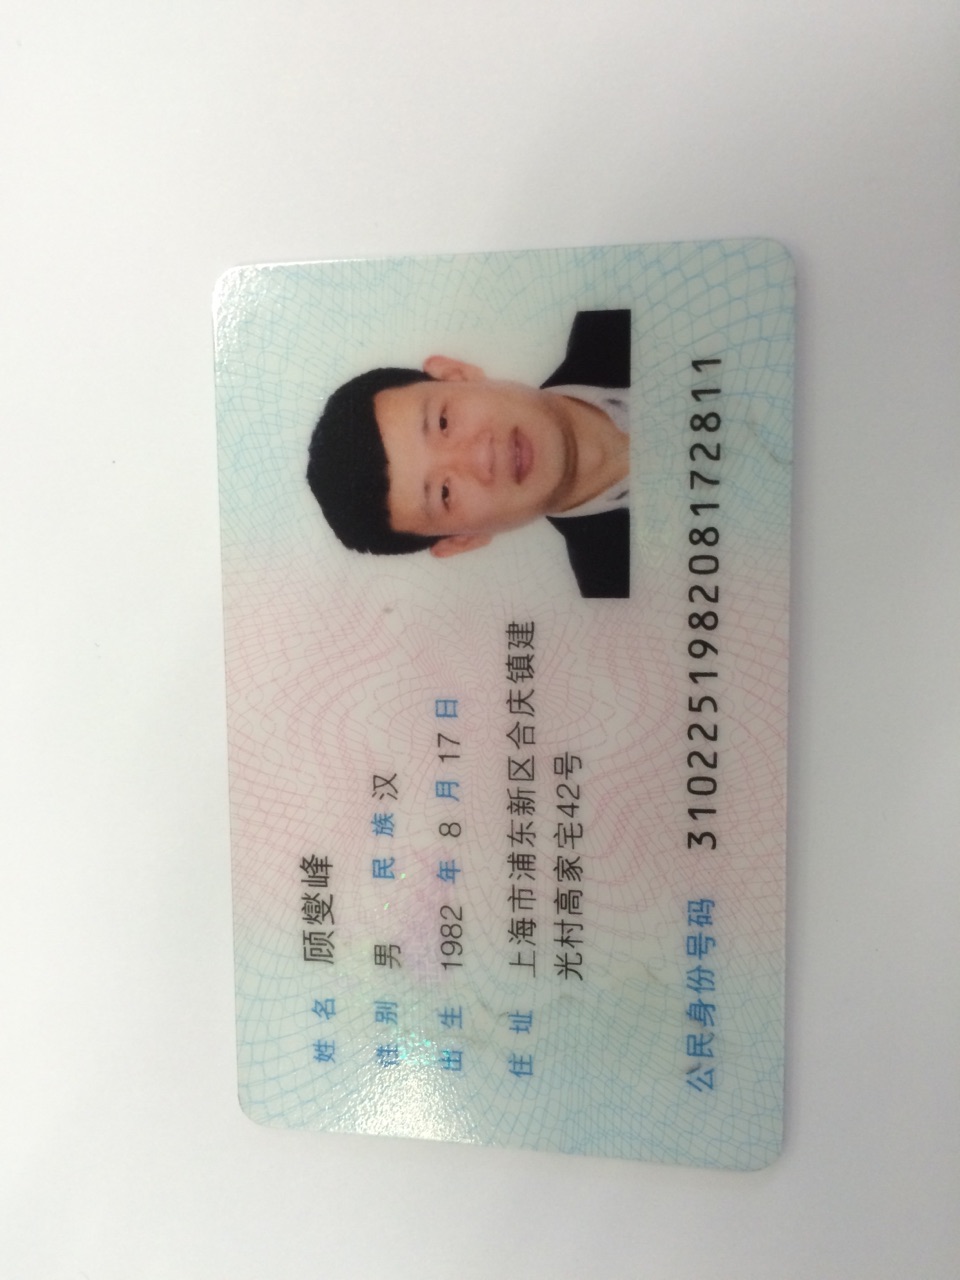 姓名 顾燮峰
性别 男 民族 汉
出生 1982 年 8 月 17 日
住址 上海市浦东新区合庆镇建
光村高家宅42号
公民身份号码 310225198208172811